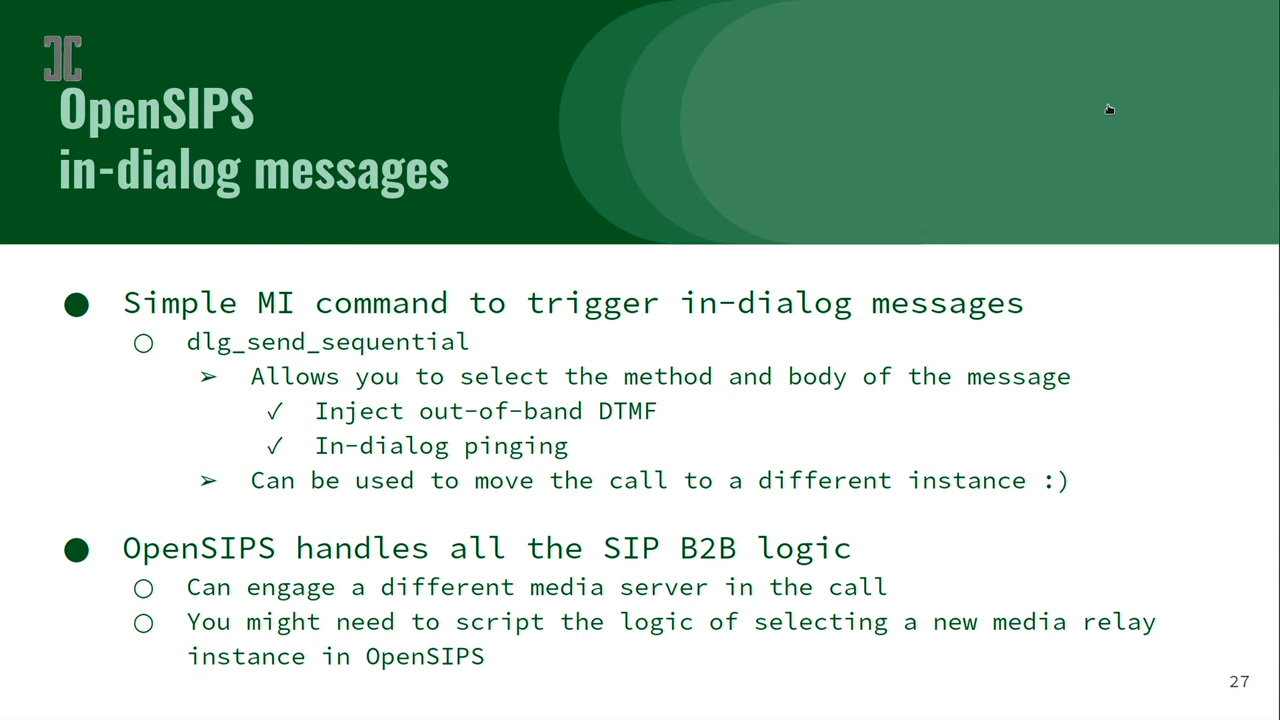 OpenSIPS
in-dialog messages
● Simple MI command to trigger in-dialog messages
○ dlg_send_sequential
➢ Allows you to select the method and body of the message
✓ Inject out-of-band DTMF
✓ In-dialog pinging
➢ Can be used to move the call to a different instance :)
● OpenSIPS handles all the SIP B2B logic
○ Can engage a different media server in the call
○ You might need to script the logic of selecting a new media relay
instance in OpenSIPS
27